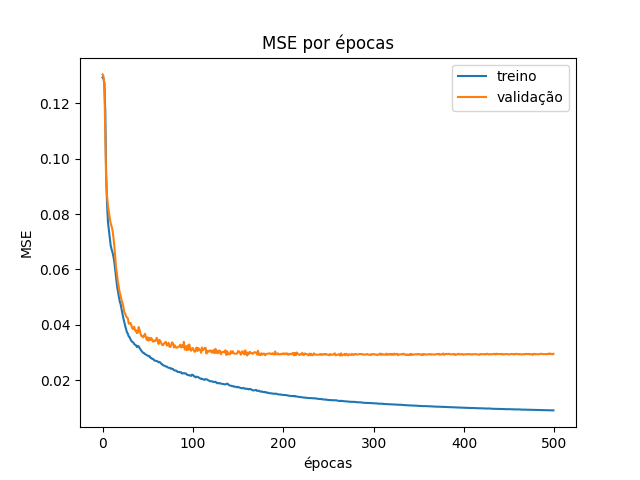 MSE por épocas
treino
validação
0.12
0.10
0.08
0.06
0.04
0.02
MSE
0 100 200 300 400 500
épocas